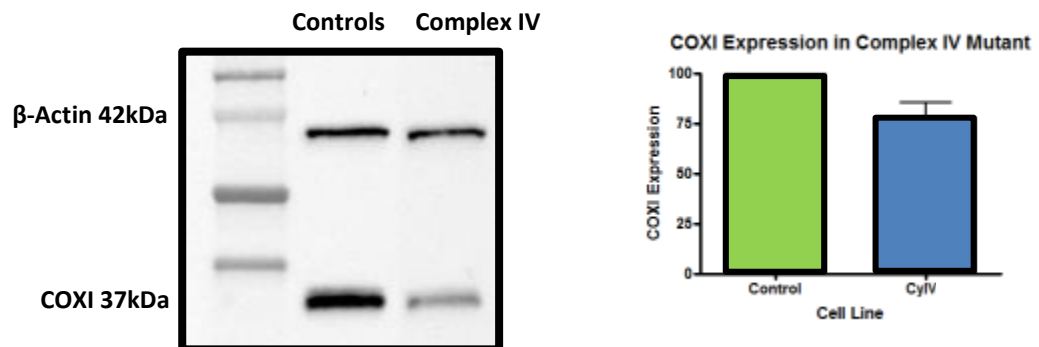 Controls Complex IV
β-Actin 42kDa
COXI 37kDa
COXI Expression in Complex IV Mutant
100
75
50
25
0
COXI Expression
Control CyIV
Cell Line